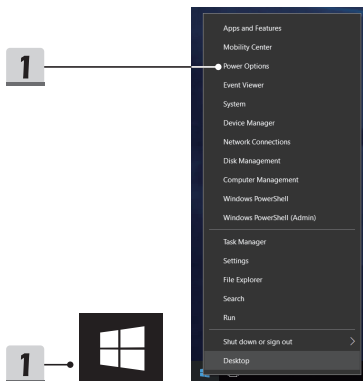 Apps and Features
Mobility Center
1
Power Options
Event Viewer
System
Device Manager
Network Connections
Disk Management
Computer Management
Windows PowerShell
Windows PowerShell (Admin)
Task Manager
Settings
File Explorer
Search
Run
Shut down or sign out
1
Desktop